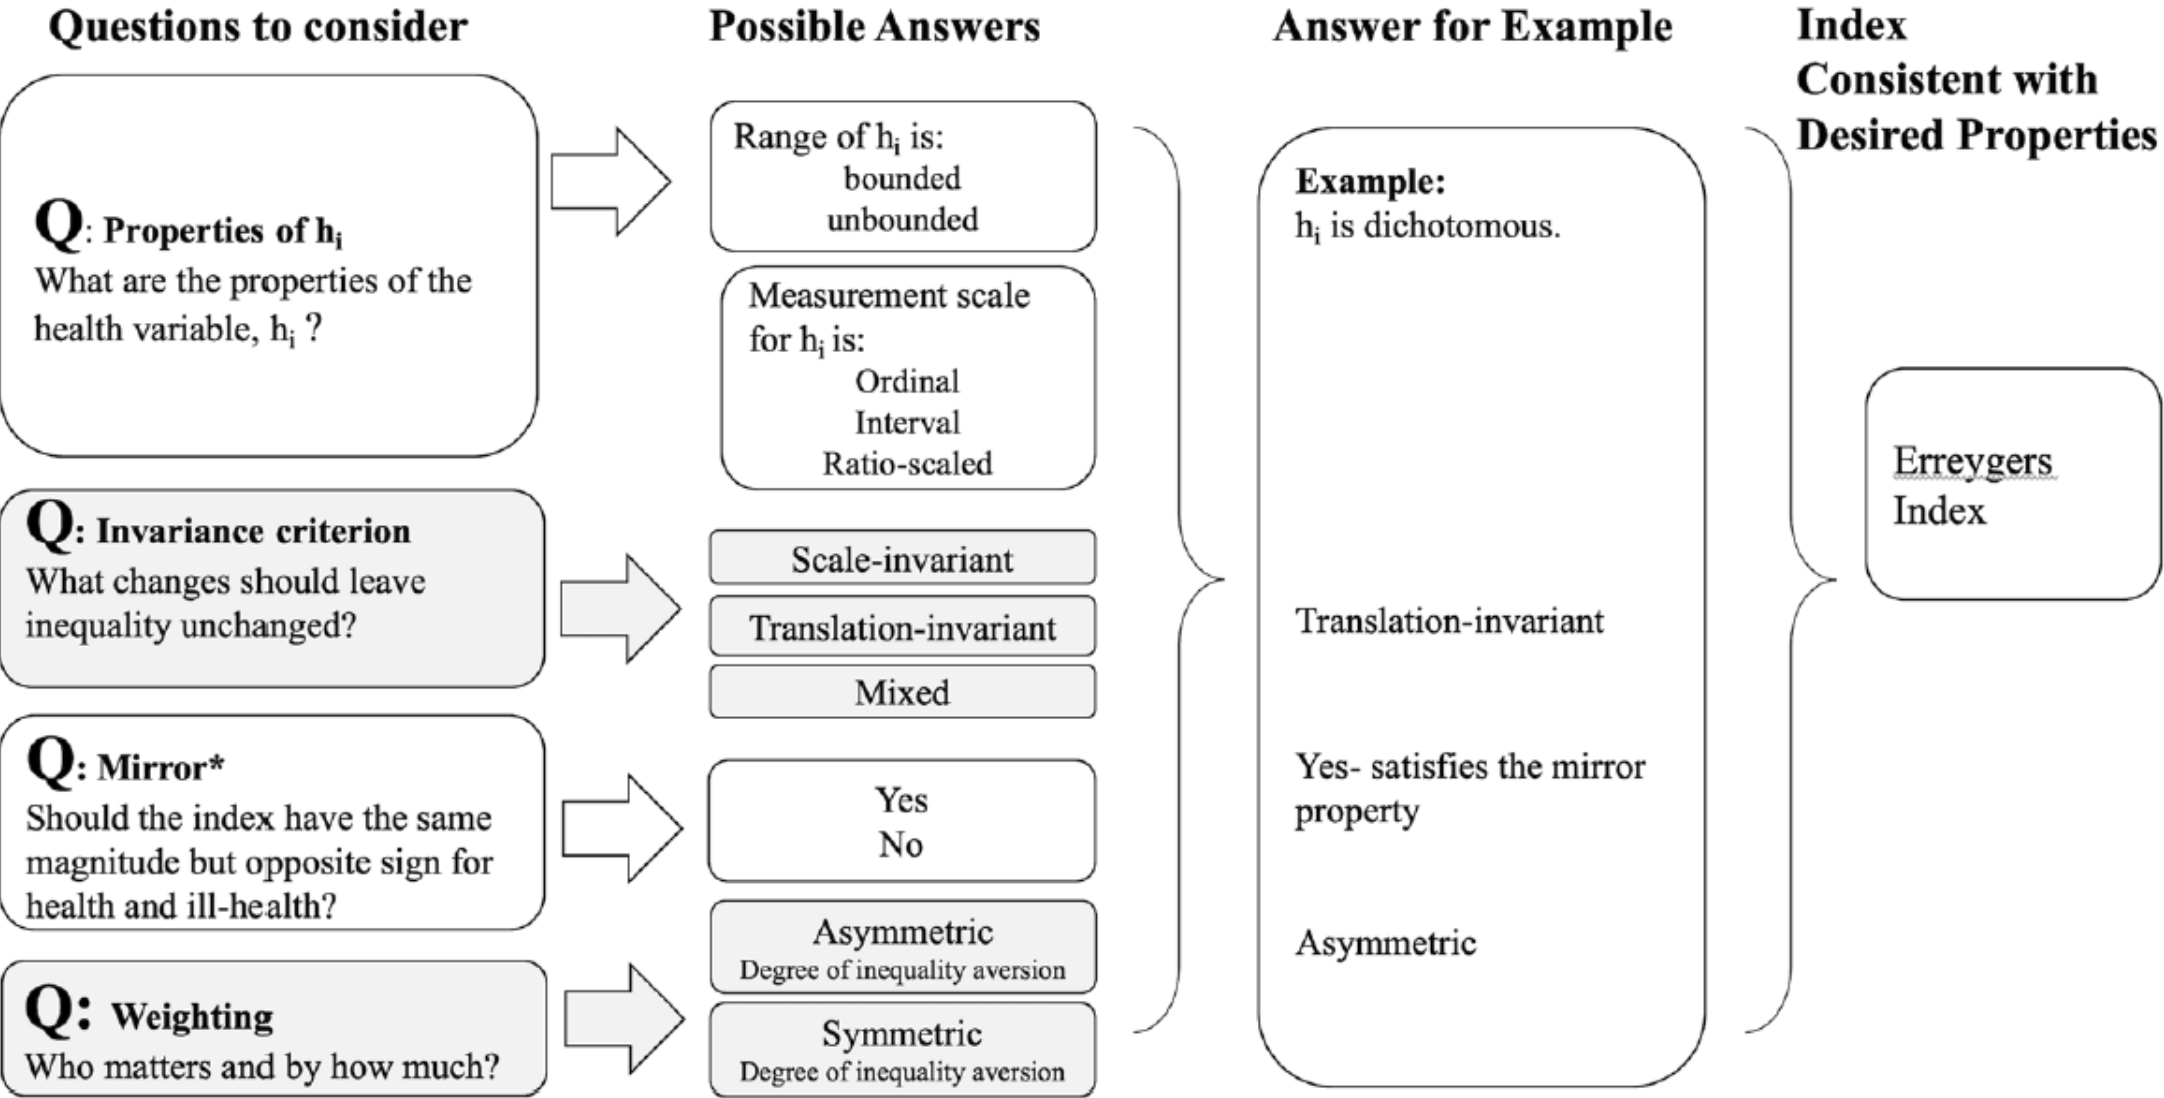 Questions to consider
Q: Properties of hi
What are the properties of the
health variable, hi ?
Q: Invariance criterion
What changes should leave
inequality unchanged?
Q: Mirror*
Should the index have the same
magnitude but opposite sign for
health and ill-health?
Q: Weighting
Who matters and by how much?
Possible Answers
Range of hi is:
bounded
unbounded
Measurement scale
for hi is:
Ordinal
Interval
Ratio-scaled
Scale-invariant
Translation-invariant
Mixed
Yes
No
Asymmetric
Degree of inequality aversion
Symmetric
Degree of inequality aversion
Answer for Example
Example:
hi is dichotomous.
Translation-invariant
Yes- satisfies the mirror
property
Asymmetric
Index
Consistent with
Desired Properties
Erreygers
Index